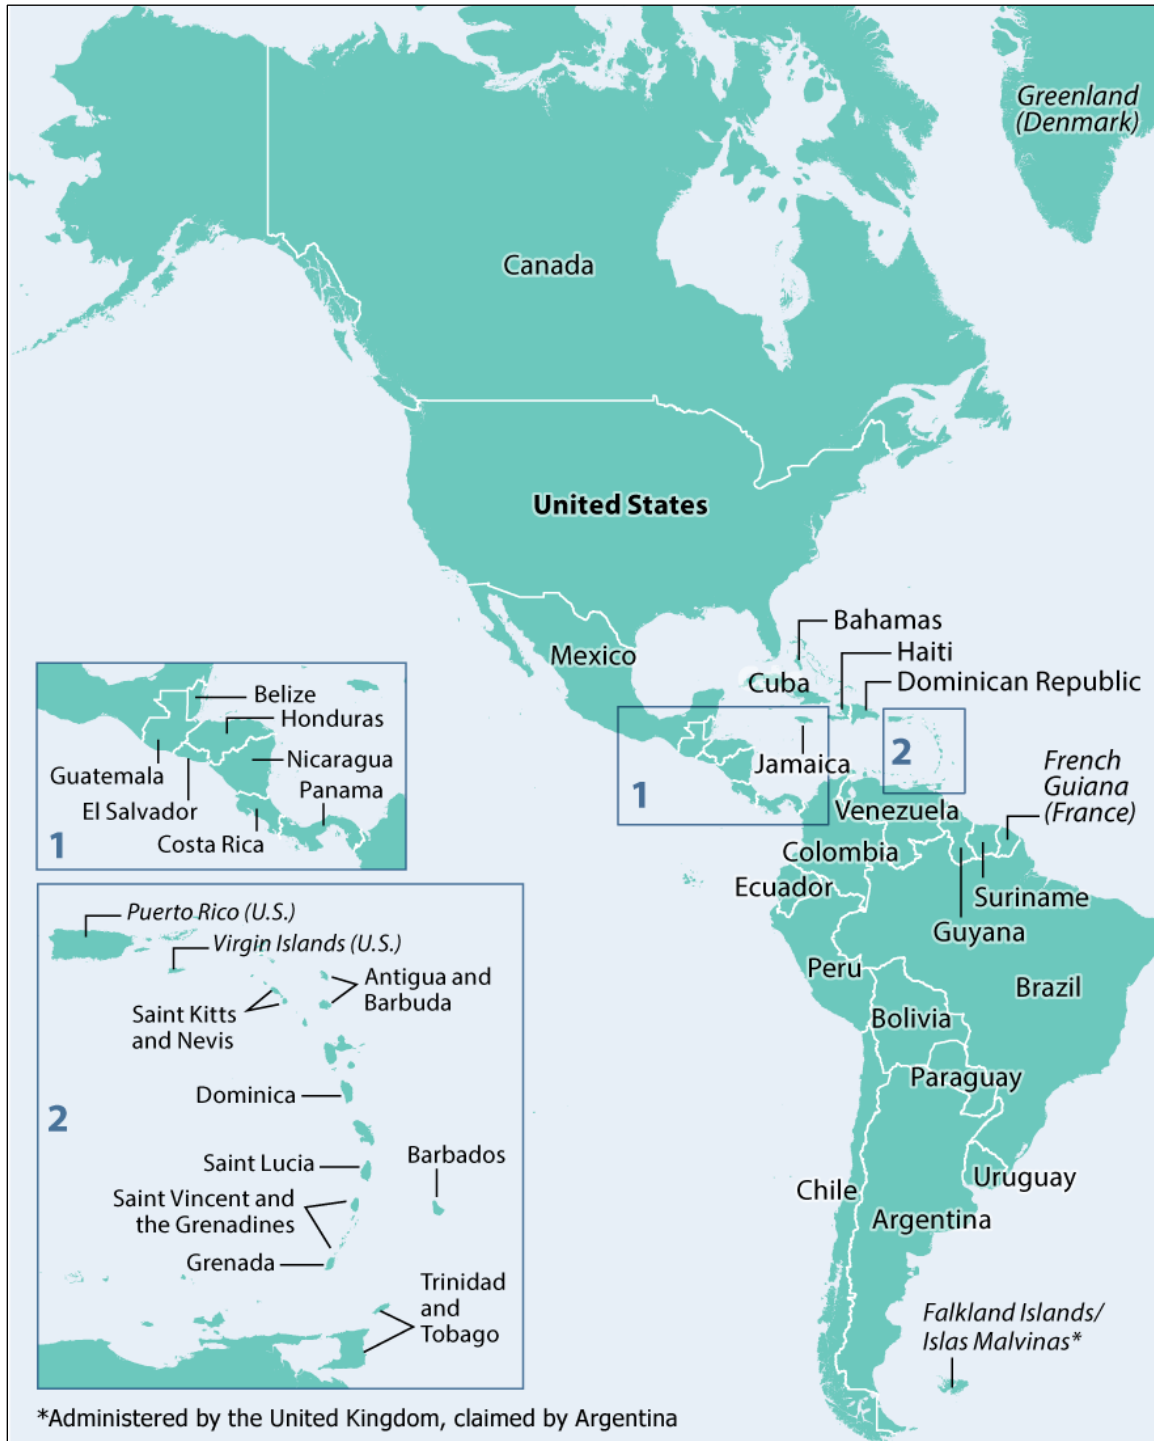 Greenland
(Denmark)
Canada
United States
Mexico
Bahamas
Haiti
Cuba
Dominican Republic
Jamaica
1
2
French
Guiana
(France)
Venezuela
Colombia
Ecuador
Suriname
Guyana
Peru
Brazil
Bolivia
Paraguay
Uruguay
Chile
Argentina
Falkland Islands/
Islas Malvinas*
Belize
Honduras
Guatemala
Nicaragua
El Salvador
Panama
Costa Rica
1
Puerto Rico (U.S.)
Virgin Islands (U.S.)
Antigua and
Barbuda
Saint Kitts
and Nevis
Dominica
2
Saint Lucia
Barbados
Saint Vincent and
the Grenadines
Grenada
Trinidad
and
Tobago
*Administered by the United Kingdom, claimed by Argentina